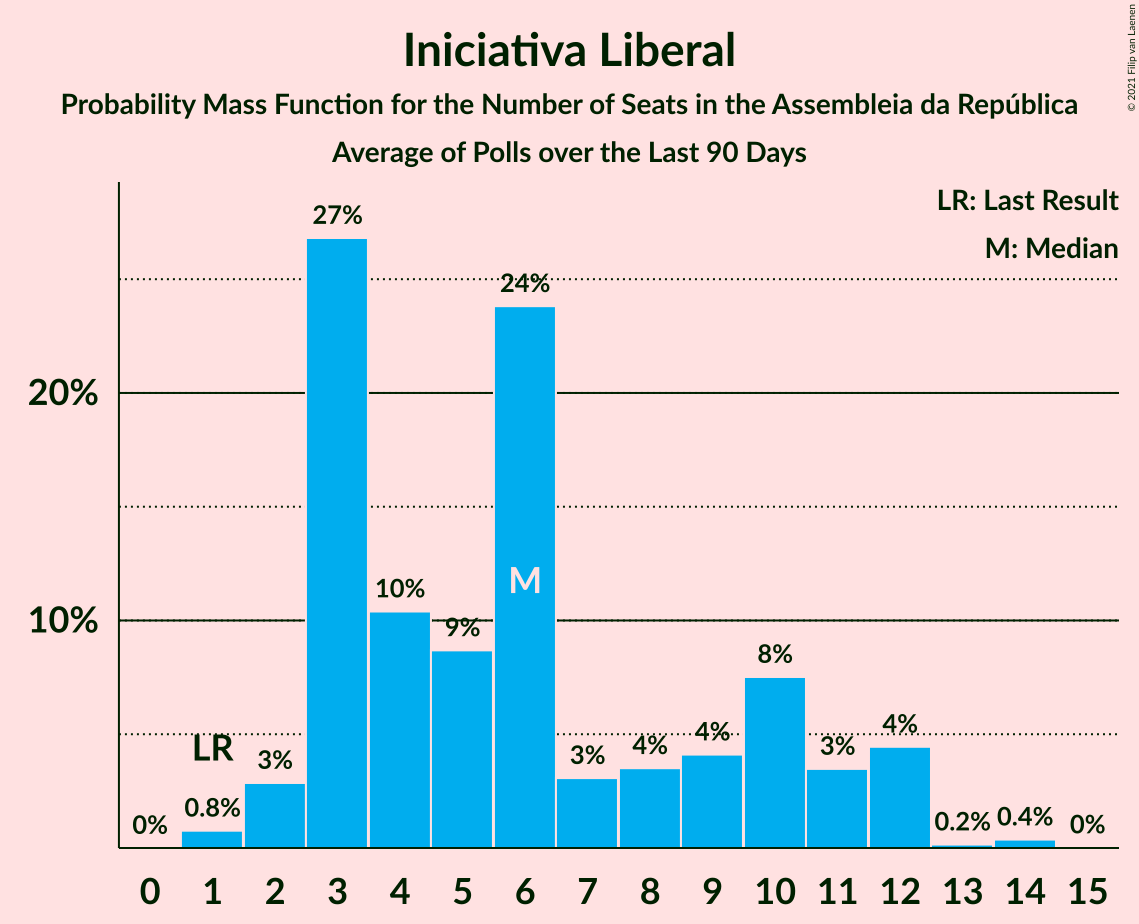 Iniciativa Liberal
Probability Mass Function for the Number of Seats in the Assembleia da República
Average of Polls over the Last 90 Days
© 2021 Filip van Laenen
LR: Last Result
M: Median
27%
24%
20%
M
10%
10%
9%
8%
LR
3%
3%
4%
4%
3%
4%
0%
0.8%
0.2%
0.4%
0%
0 1 2 3 4 5 6 7 8 9 10 11 12 13 14 15